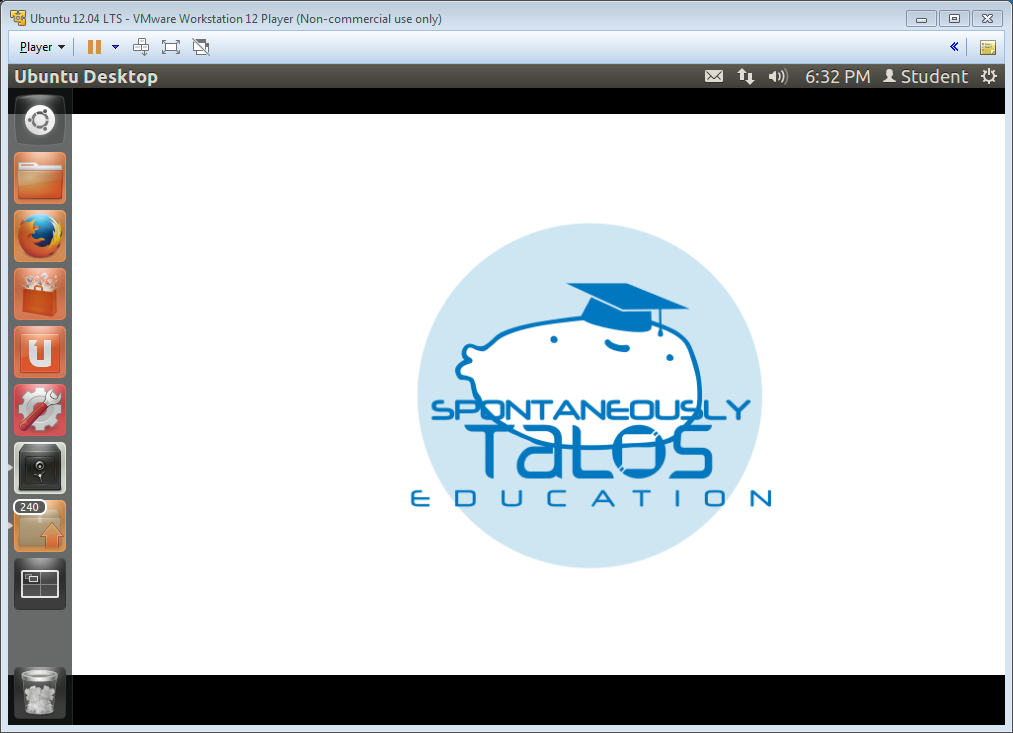 Ubuntu 12.04 LTS - VMware Workstation 12 Player (Non-commercial use only)
Player
Ubuntu Desktop 6:32 PM Student
SPONTANEOUSLY
TaLOS
EDUCATION
U
240